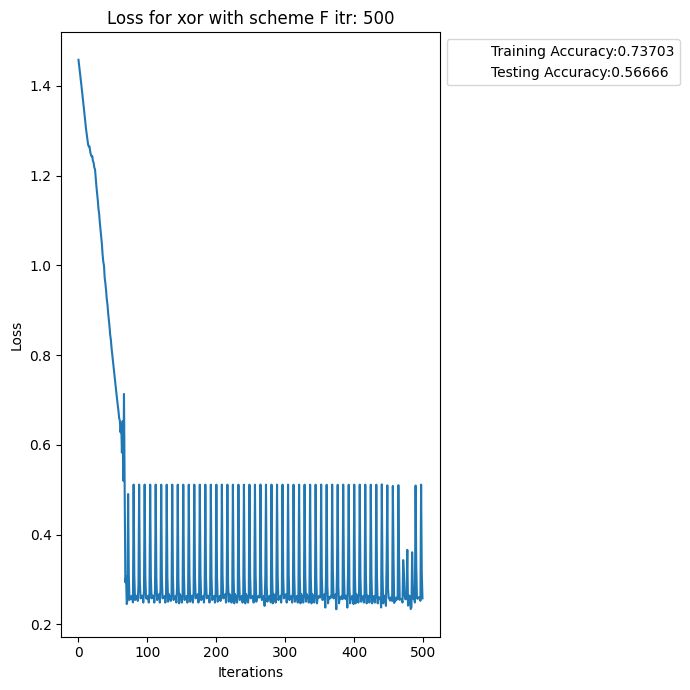 Loss for xor with scheme F itr: 500
Training Accuracy:0.73703
Testing Accuracy:0.56666
1.4
1.2
1.0
0.8
0.6
0.4
0.2
Loss
0 100 200 300 400 500
Iterations